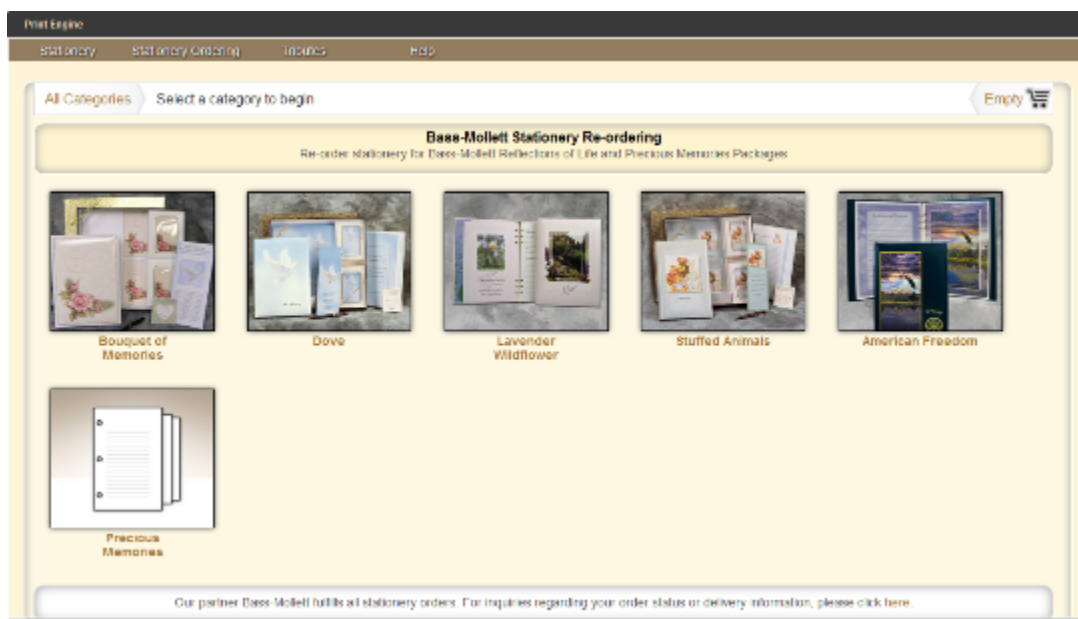 Print Engine
Stationery Stationery Ordering Tributes Help
All Categories Select a category to begin Empty
Bass-Mollett Stationery Re-ordering
Re-order stationery for Bass-Mollett Reflections of Life and Precious Memories Packages
Bouquet of
Memories
Dove
Lavender
Wildflower
Stuffed Animals
American Freedom
Precious
Memories
Our partner Bass-Mollett fulfills all stationery orders. For inquiries regarding your order status or delivery information, please click here.